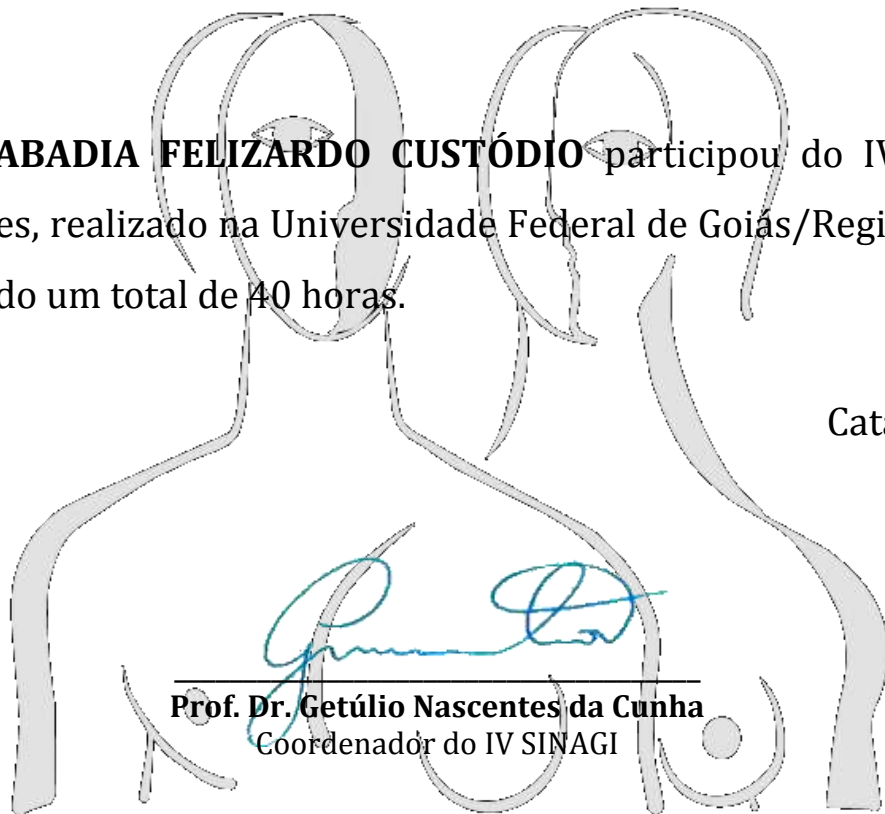 ABADIA FELIZARDO CUSTÓDIO participou do IV
es, realizado na Universidade Federal de Goiás/Regi
do um total de 40 horas.
Cata
Prof. Dr. Getúlio Nascentes da Cunha
Coordenador do IV SINAGI